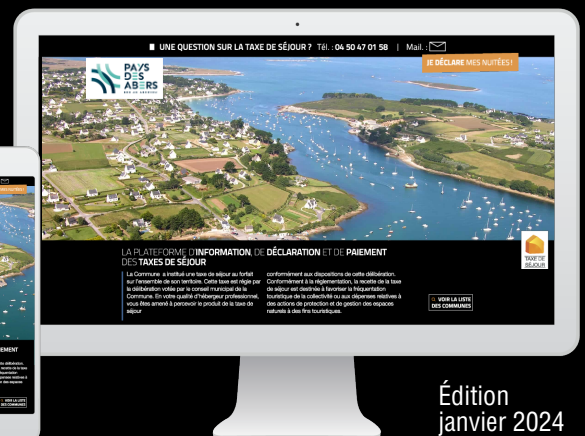 UNE QUESTION SUR LA TAXE DE SÉJOUR ? Tél. : 04 50 47 01 58 | Mail. :
JE DÉCLARE MES NUITÉES !
PAYS
DES
ABERS
TAXE DE
SÉJOUR
LA PLATEFORME D'INFORMATION, DE DÉCLARATION ET DE PAIEMENT
DES TAXES DE SÉJOUR
La Commune a institué une taxe de séjour au forfait
sur l'ensemble de son territoire. Cette taxe est régie par
la délibération votée par le conseil municipal de la
Commune. En votre qualité d'hébergeur professionnel,
vous êtes amené à percevoir le produit de la taxe de
séjour
conformément aux dispositions de cette délibération.
Conformément à la réglementation, la recette de la taxe
de séjour est destinée à favoriser la fréquentation
touristique de la collectivité ou aux dépenses relatives à
des actions de protection et de gestion des espaces
naturels à des fins touristiques.
VOIR LA LISTE
DES COMMUNES
VOIR LA LISTE
DES COMMUNES
Édition
janvier 2024